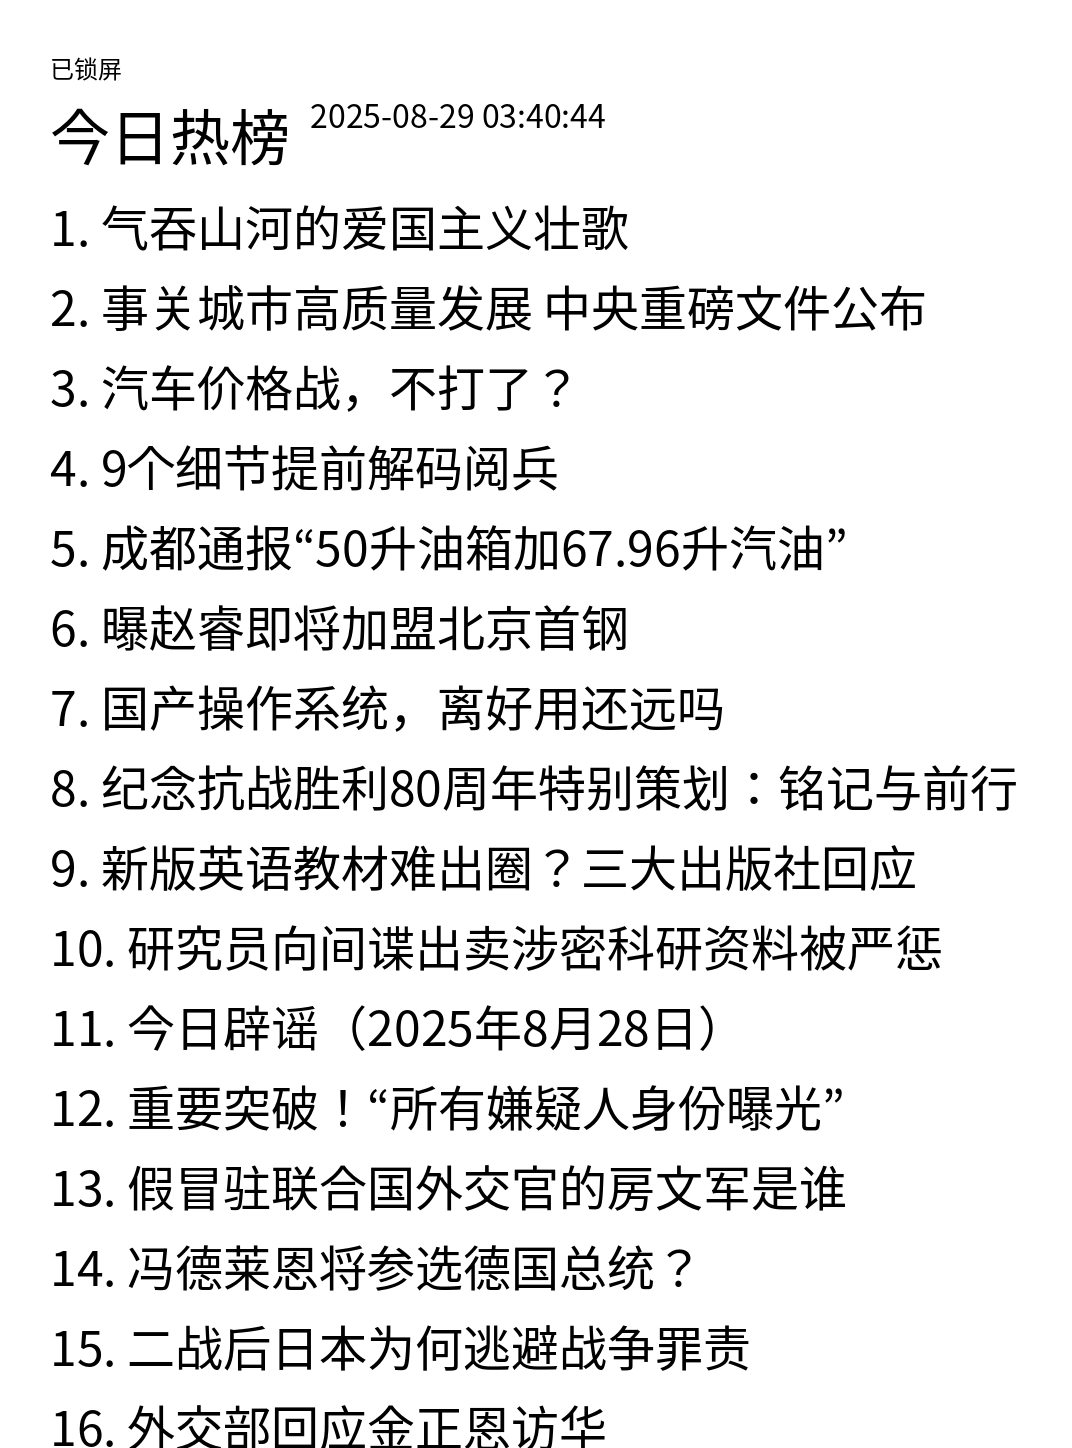 已锁屏
今日热榜 2025-08-29 03:40:44
1. 气吞山河的爱国主义壮歌
2. 事关城市高质量发展 中央重磅文件公布
3. 汽车价格战，不打了？
4. 9个细节提前解码阅兵
5. 成都通报“50升油箱加67.96升汽油”
6. 曝赵睿即将加盟北京首钢
7. 国产操作系统，离好用还远吗
8. 纪念抗战胜利80周年特别策划：铭记与前行
9. 新版英语教材难出圈？三大出版社回应
10. 研究员向间谍出卖涉密科研资料被严惩
11. 今日辟谣（2025年8月28日）
12. 重要突破！“所有嫌疑人身份曝光”
13. 假冒驻联合国外交官的房文军是谁
14. 冯德莱恩将参选德国总统？
15. 二战后日本为何逃避战争罪责
16. 外交部回应金正恩访华